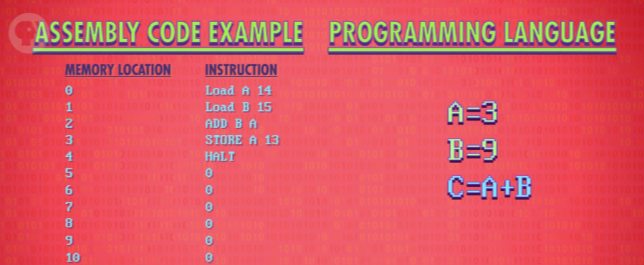 ASSEMBLY CODE EXAMPLE
MEMORY LOCATION INSTRUCTION
0 Load A 14
1 Load B 15
2 ADD B A
3 STORE A 13
4 HALT
5 0
6 0
7 0
8 0
9 0
10 0
PROGRAMMING LANGUAGE
A=3
B=9
C=A+B